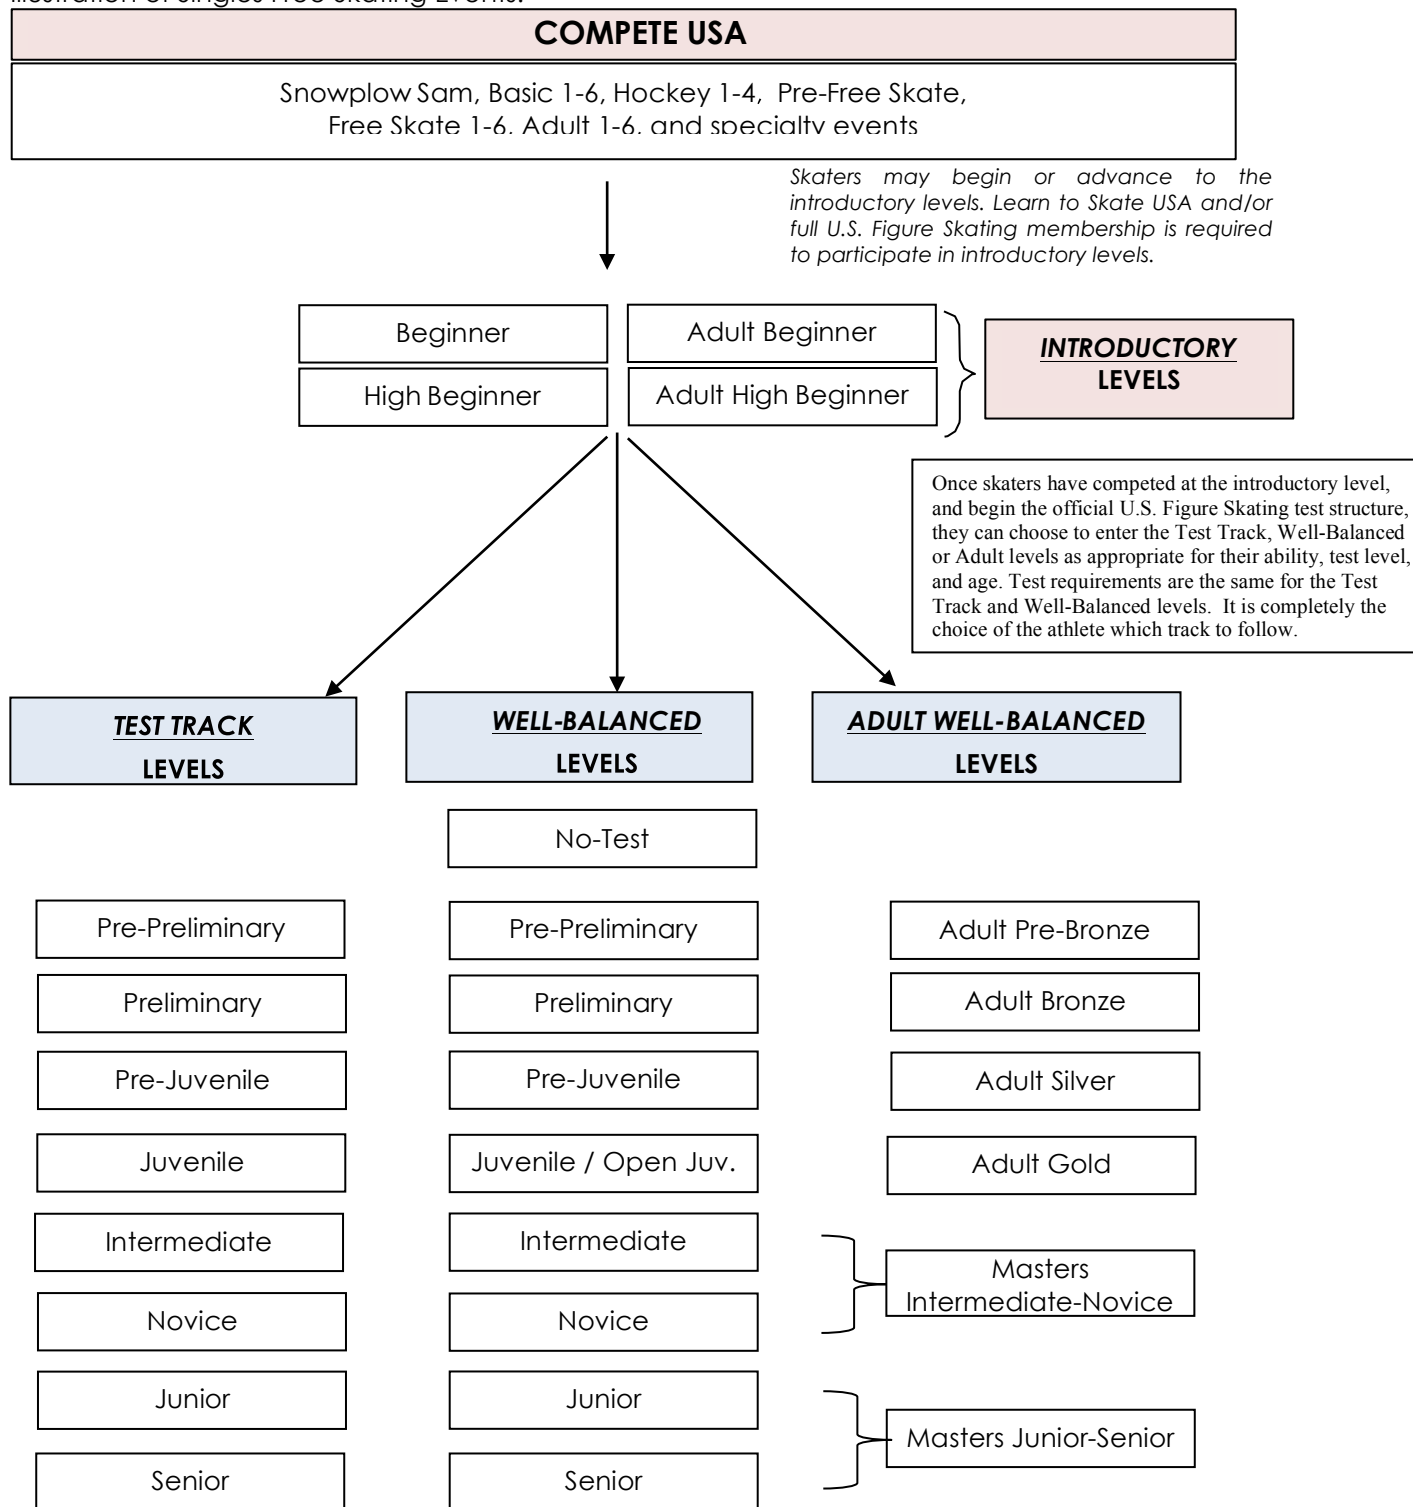 Illustration of Singles Free Skating Events.
COMPETE USA
Snowplow Sam, Basic 1-6, Hockey 1-4, Pre-Free Skate,
Free Skate 1-6, Adult 1-6, and specialty events
Skaters may begin or advance to the
introductory levels. Learn to Skate USA and/or
full U.S. Figure Skating membership is required
to participate in introductory levels.
Beginner
Adult Beginner
High Beginner
Adult High Beginner
INTRODUCTORY
LEVELS
Once skaters have competed at the introductory level,
and begin the official U.S. Figure Skating test structure,
they can choose to enter the Test Track, Well-Balanced
or Adult levels as appropriate for their ability, test level,
and age. Test requirements are the same for the Test
Track and Well-Balanced levels. It is completely the
choice of the athlete which track to follow.
TEST TRACK
LEVELS
WELL-BALANCED
LEVELS
ADULT WELL-BALANCED
LEVELS
No-Test
Pre-Preliminary
Pre-Preliminary
Adult Pre-Bronze
Preliminary
Preliminary
Adult Bronze
Pre-Juvenile
Pre-Juvenile
Adult Silver
Juvenile
Juvenile / Open Juv.
Adult Gold
Intermediate
Intermediate
Masters
Intermediate-Novice
Novice
Novice
Junior
Junior
Masters Junior-Senior
Senior
Senior